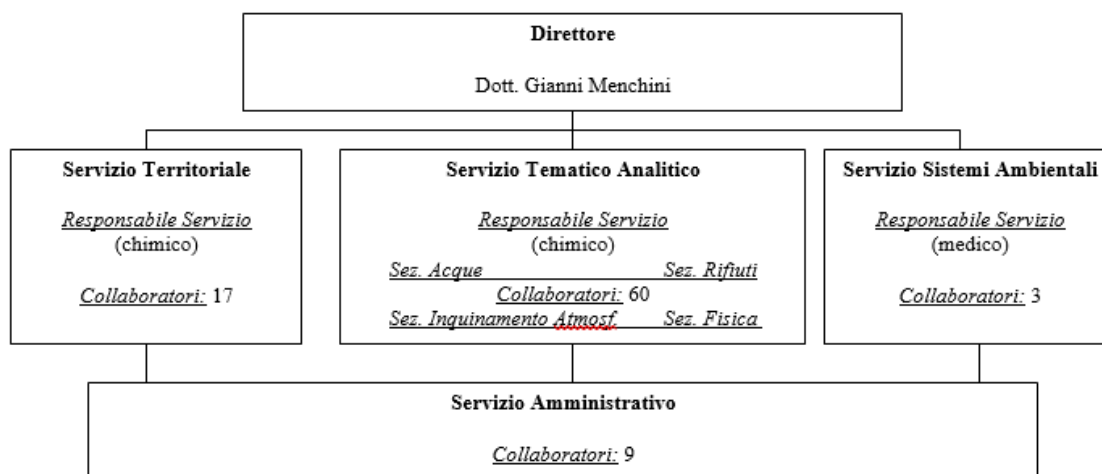 Direttore
Dott. Gianni Menchini
Servizio Territoriale
Responsabile Servizio
(chimico)
Collaboratori: 17
Servizio Tematico Analitico
Responsabile Servizio
(chimico)
Sez. Acque Sez. Rifiuti
Collaboratori: 60
Sez. Inquinamento Atmosf. Sez. Fisica
Servizio Sistemi Ambientali
Responsabile Servizio
(medico)
Collaboratori: 3
Servizio Amministrativo
Collaboratori: 9